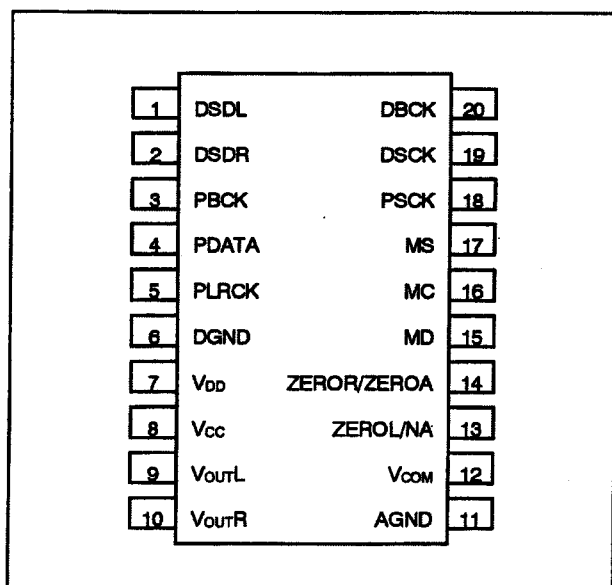 1 DSDL DBCK 20
2 DSDR DSCK 19
3 PBCK PSCK 18
4 PDATA MS 17
5 PLRCK MC 16
6 DGND MD 15
7 VDD ZEROR/ZEROA 14
8 VCC ZEROL/NA 13
9 VOUTL VCOM 12
10 VOUTR AGND 11